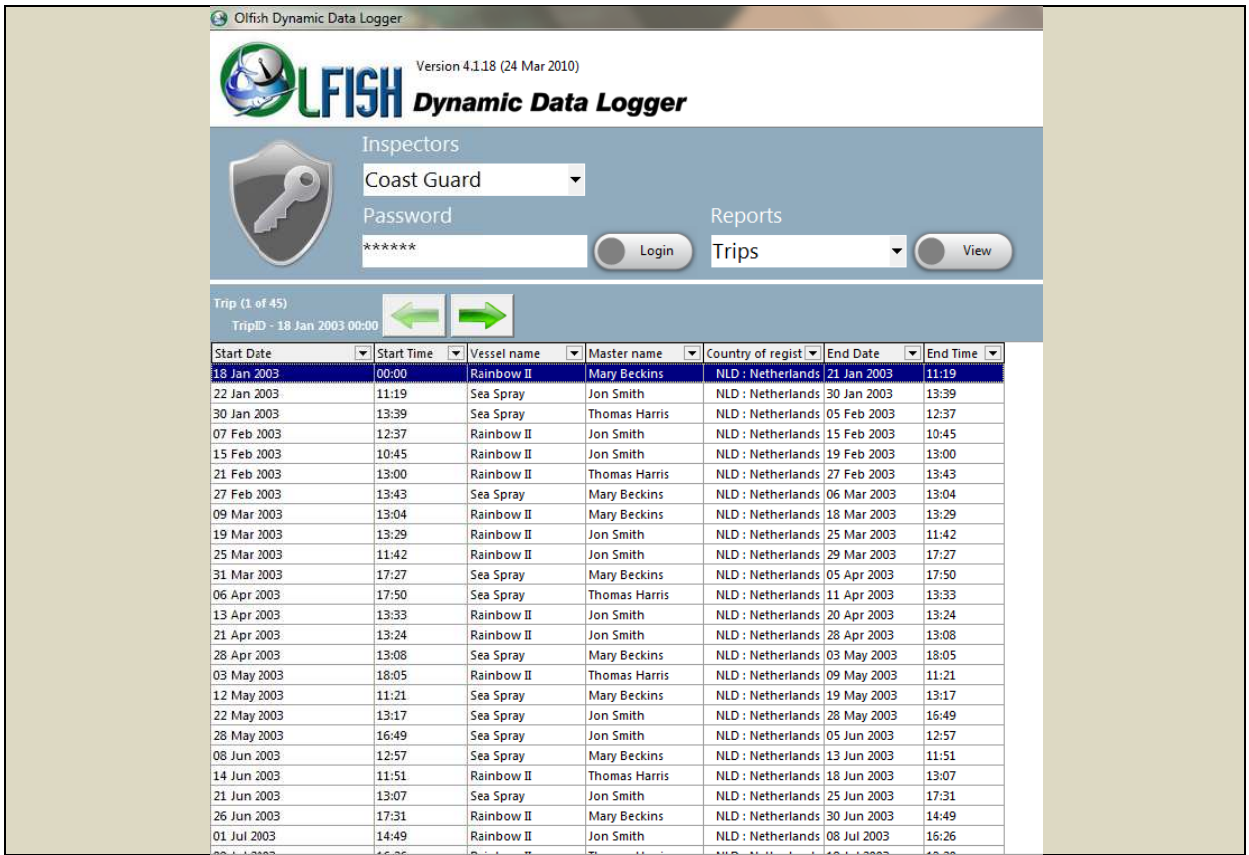 Olfish Dynamic Data Logger
OLFISH
Version 4.1.18 (24 Mar 2010)
Dynamic Data Logger
Inspectors
Coast Guard
Password Reports
****** Login Trips View
Trip (1 of 45)
TripID - 18 Jan 2003 00:00
Start Date Start Time Vessel name Master name Country of regist End Date End Time
18 Jan 2003 00:00 Rainbow II Mary Beckins NLD : Netherlands 21 Jan 2003 11:19
22 Jan 2003 11:19 Sea Spray Jon Smith NLD : Netherlands 30 Jan 2003 13:39
30 Jan 2003 13:39 Sea Spray Thomas Harris NLD : Netherlands 05 Feb 2003 12:37
07 Feb 2003 12:37 Rainbow II Jon Smith NLD : Netherlands 15 Feb 2003 10:45
15 Feb 2003 10:45 Rainbow II Jon Smith NLD : Netherlands 19 Feb 2003 13:00
21 Feb 2003 13:00 Rainbow II Thomas Harris NLD : Netherlands 27 Feb 2003 13:43
27 Feb 2003 13:43 Sea Spray Mary Beckins NLD : Netherlands 06 Mar 2003 13:04
09 Mar 2003 13:04 Rainbow II Mary Beckins NLD : Netherlands 18 Mar 2003 13:29
19 Mar 2003 13:29 Rainbow II Jon Smith NLD : Netherlands 25 Mar 2003 11:42
25 Mar 2003 11:42 Rainbow II Jon Smith NLD : Netherlands 29 Mar 2003 17:27
31 Mar 2003 17:27 Sea Spray Mary Beckins NLD : Netherlands 05 Apr 2003 17:50
06 Apr 2003 17:50 Sea Spray Thomas Harris NLD : Netherlands 11 Apr 2003 13:33
13 Apr 2003 13:33 Rainbow II Jon Smith NLD : Netherlands 20 Apr 2003 13:24
21 Apr 2003 13:24 Rainbow II Jon Smith NLD : Netherlands 28 Apr 2003 13:08
28 Apr 2003 13:08 Sea Spray Mary Beckins NLD : Netherlands 03 May 2003 18:05
03 May 2003 18:05 Rainbow II Thomas Harris NLD : Netherlands 09 May 2003 11:21
12 May 2003 11:21 Sea Spray Mary Beckins NLD : Netherlands 19 May 2003 13:17
22 May 2003 13:17 Sea Spray Jon Smith NLD : Netherlands 28 May 2003 16:49
28 May 2003 16:49 Sea Spray Jon Smith NLD : Netherlands 05 Jun 2003 12:57
08 Jun 2003 12:57 Sea Spray Mary Beckins NLD : Netherlands 13 Jun 2003 11:51
14 Jun 2003 11:51 Rainbow II Thomas Harris NLD : Netherlands 18 Jun 2003 13:07
21 Jun 2003 13:07 Sea Spray Jon Smith NLD : Netherlands 25 Jun 2003 17:31
26 Jun 2003 17:31 Rainbow II Mary Beckins NLD : Netherlands 30 Jun 2003 14:49
01 Jul 2003 14:49 Rainbow II Jon Smith NLD : Netherlands 08 Jul 2003 16:26